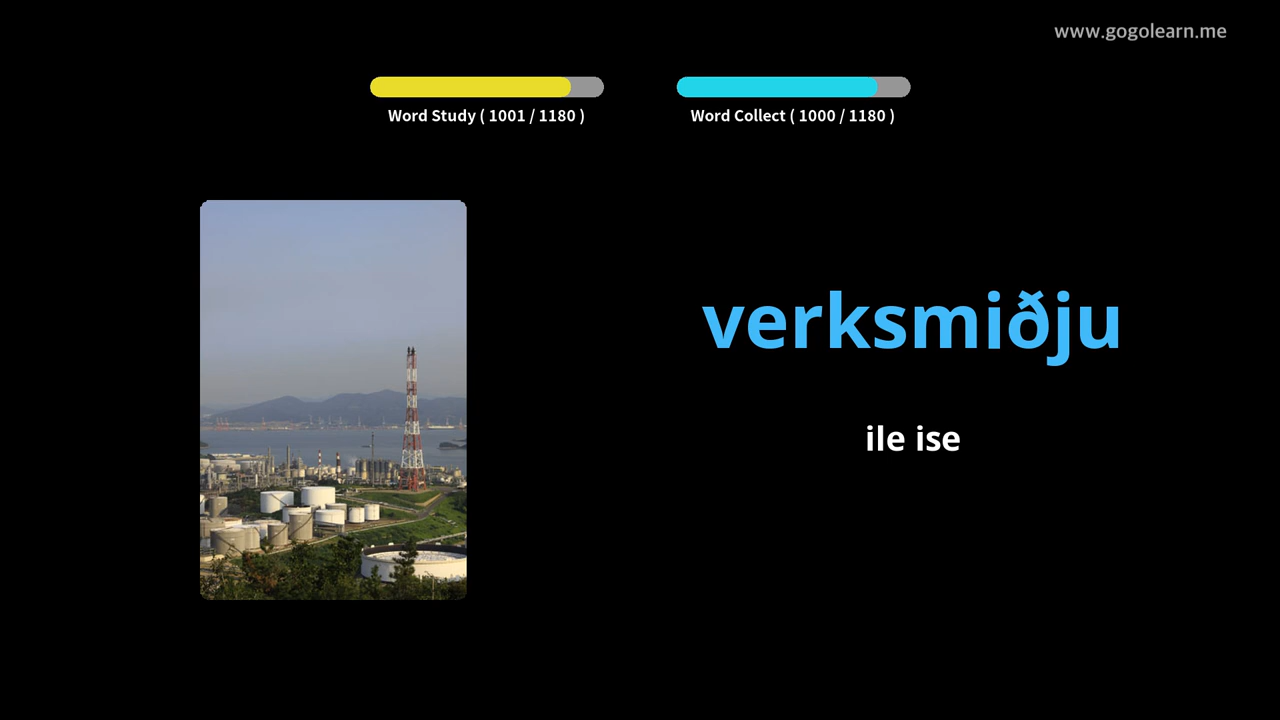 www.gogolearn.me
Word Study ( 1001 / 1180 )
Word Collect ( 1000 / 1180 )
verksmiðju
ile ise